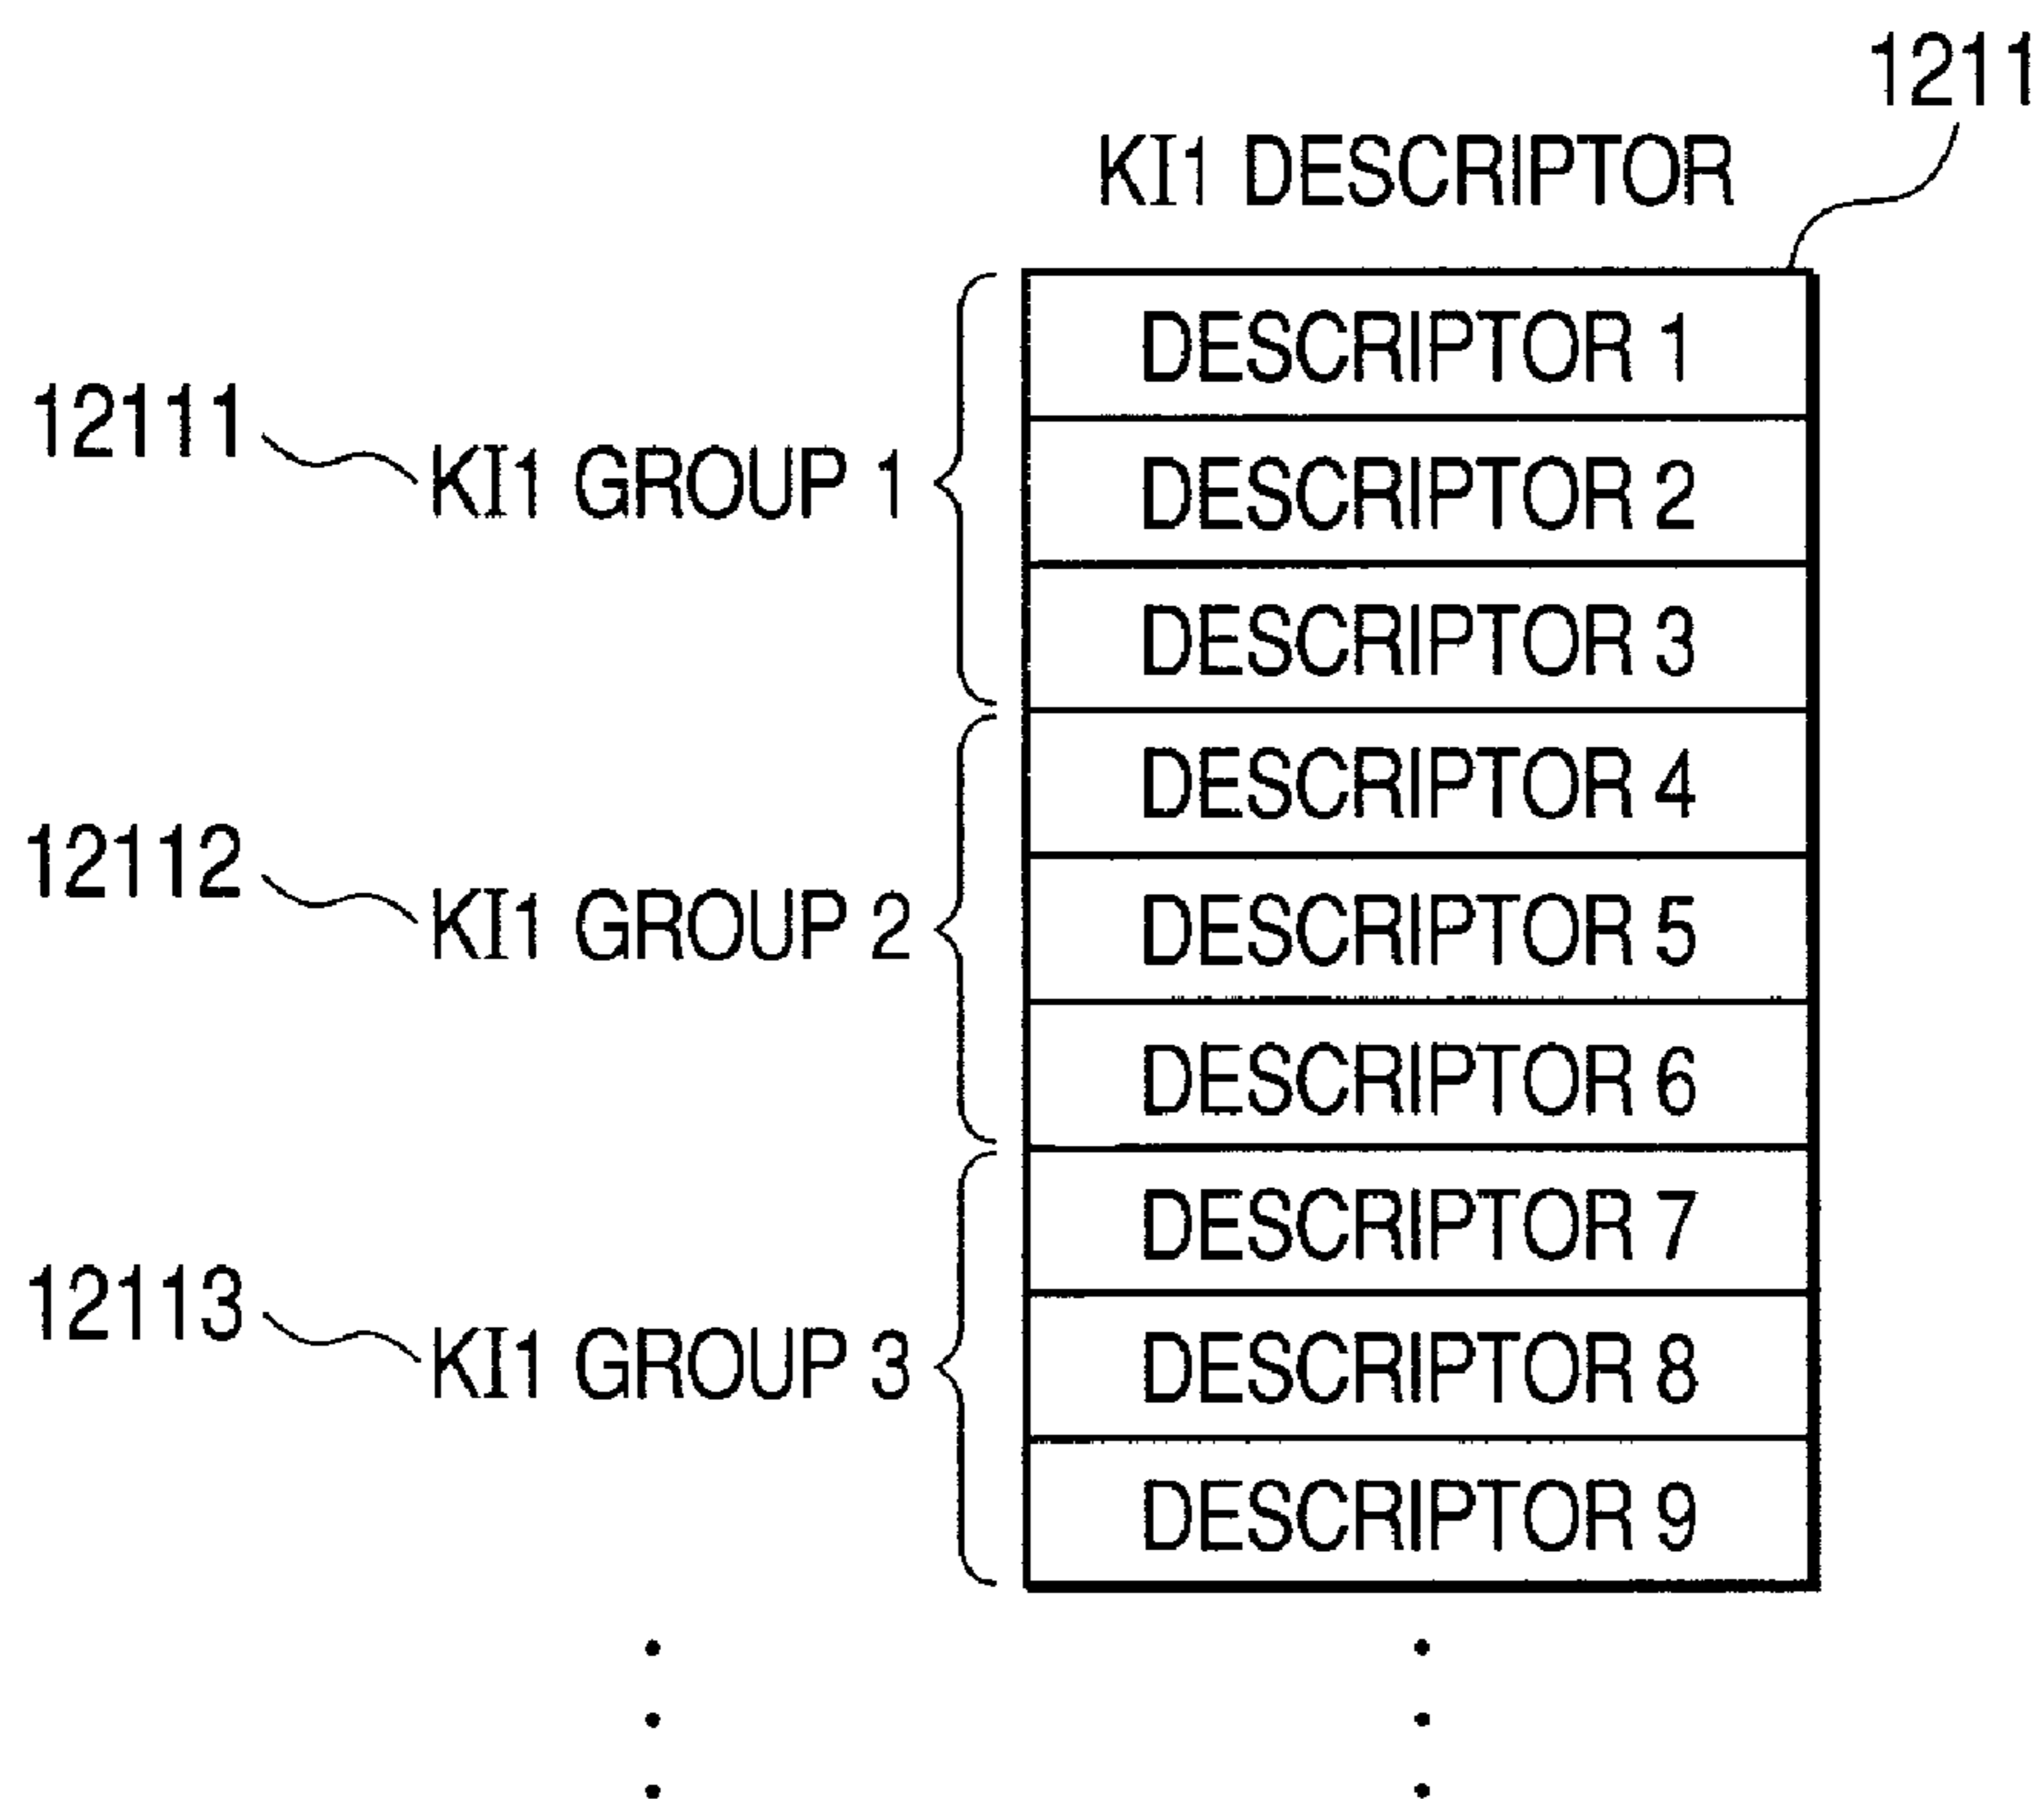 1211
KI1 DESCRIPTOR
DESCRIPTOR 1
12111
KI1 GROUP 1
DESCRIPTOR 2
DESCRIPTOR 3
DESCRIPTOR 4
12112
KI1 GROUP 2
DESCRIPTOR 5
DESCRIPTOR 6
DESCRIPTOR 7
12113
KI1 GROUP 3
DESCRIPTOR 8
DESCRIPTOR 9